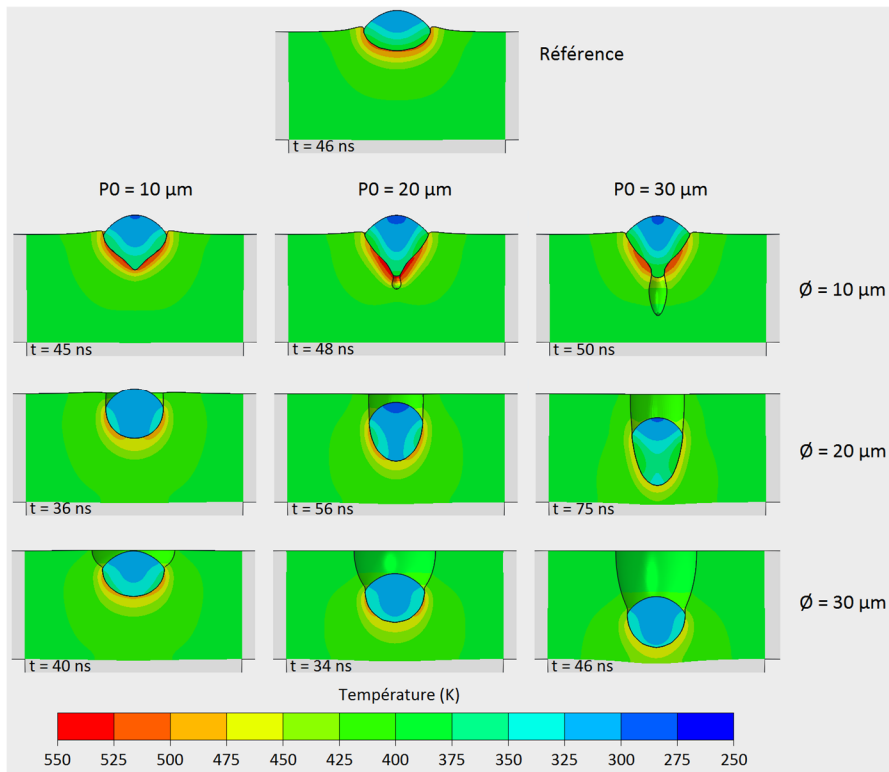 Référence
t = 46 ns
P0 = 10 µm
P0 = 20 µm
P0 = 30 µm
Ø = 10 µm
t = 45 ns
t = 48 ns
t = 50 ns
Ø = 20 µm
t = 36 ns
t = 56 ns
t = 75 ns
Ø = 30 µm
t = 40 ns
t = 34 ns
t = 46 ns
Température (K)
550 525 500 475 450 425 400 375 350 325 300 275 250